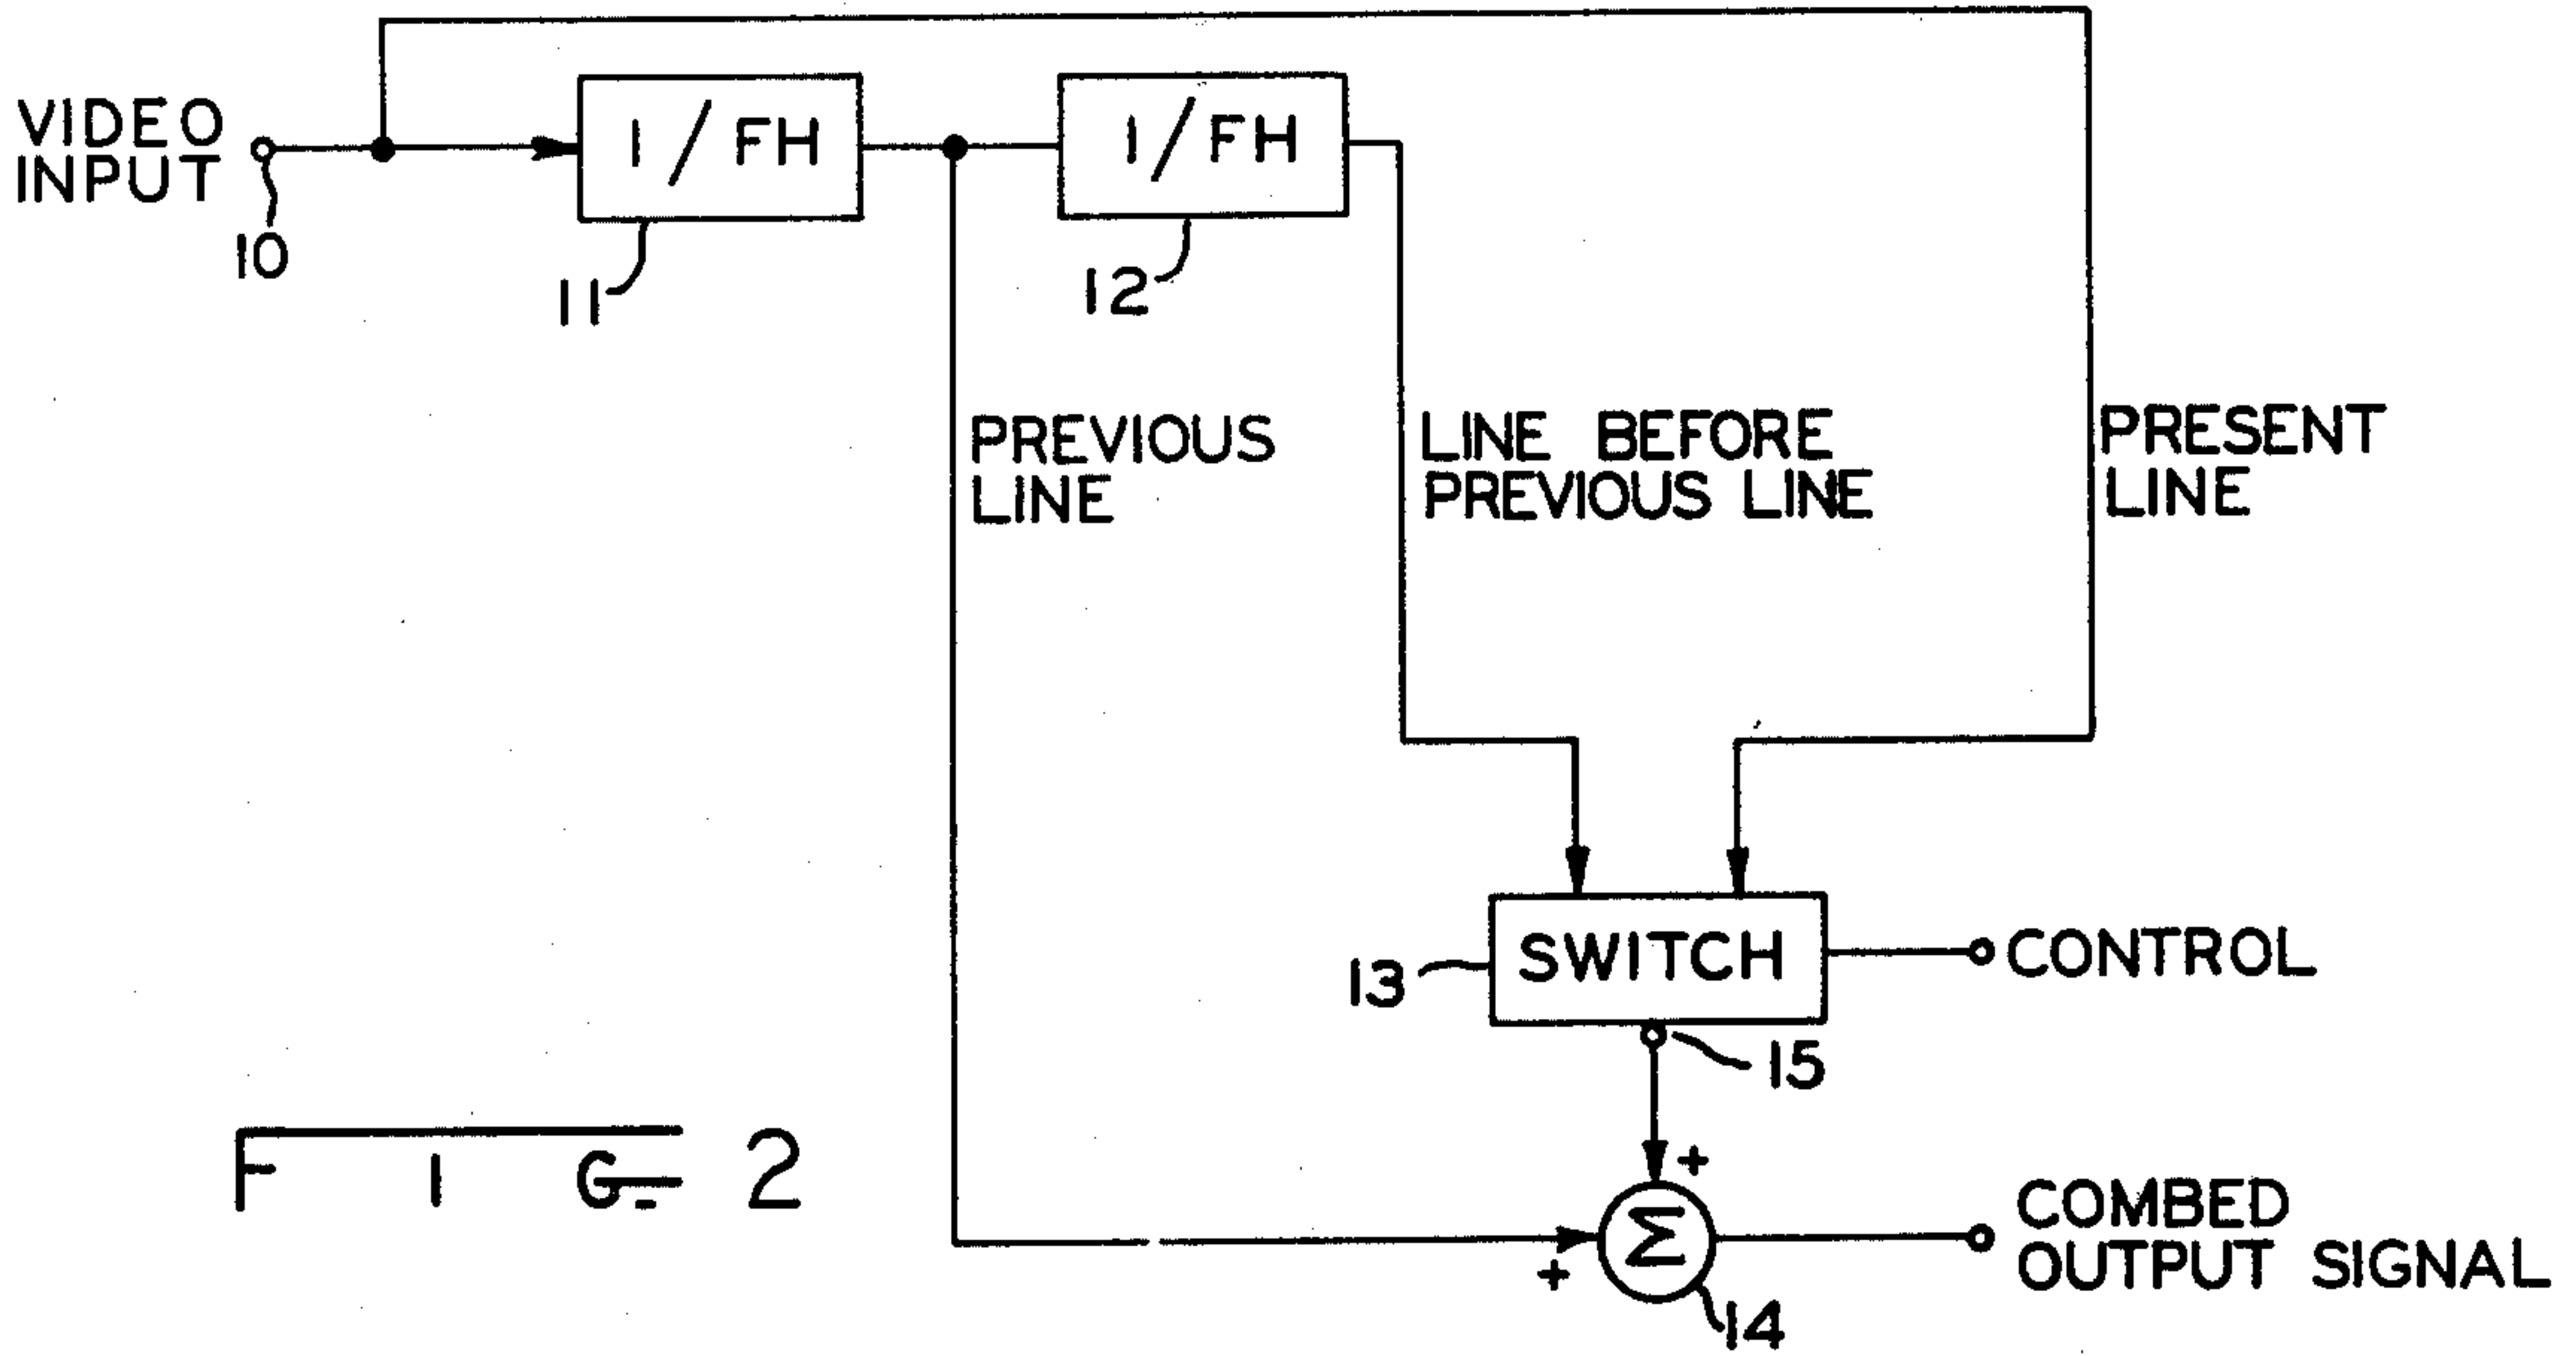 VIDEO
INPUT
10
1/FH
11
1/FH
12
PREVIOUS
LINE
LINE BEFORE
PREVIOUS LINE
PRESENT
LINE
13
SWITCH
CONTROL
15
+
+
Σ
14
COMBED
OUTPUT SIGNAL
FIG_ 2